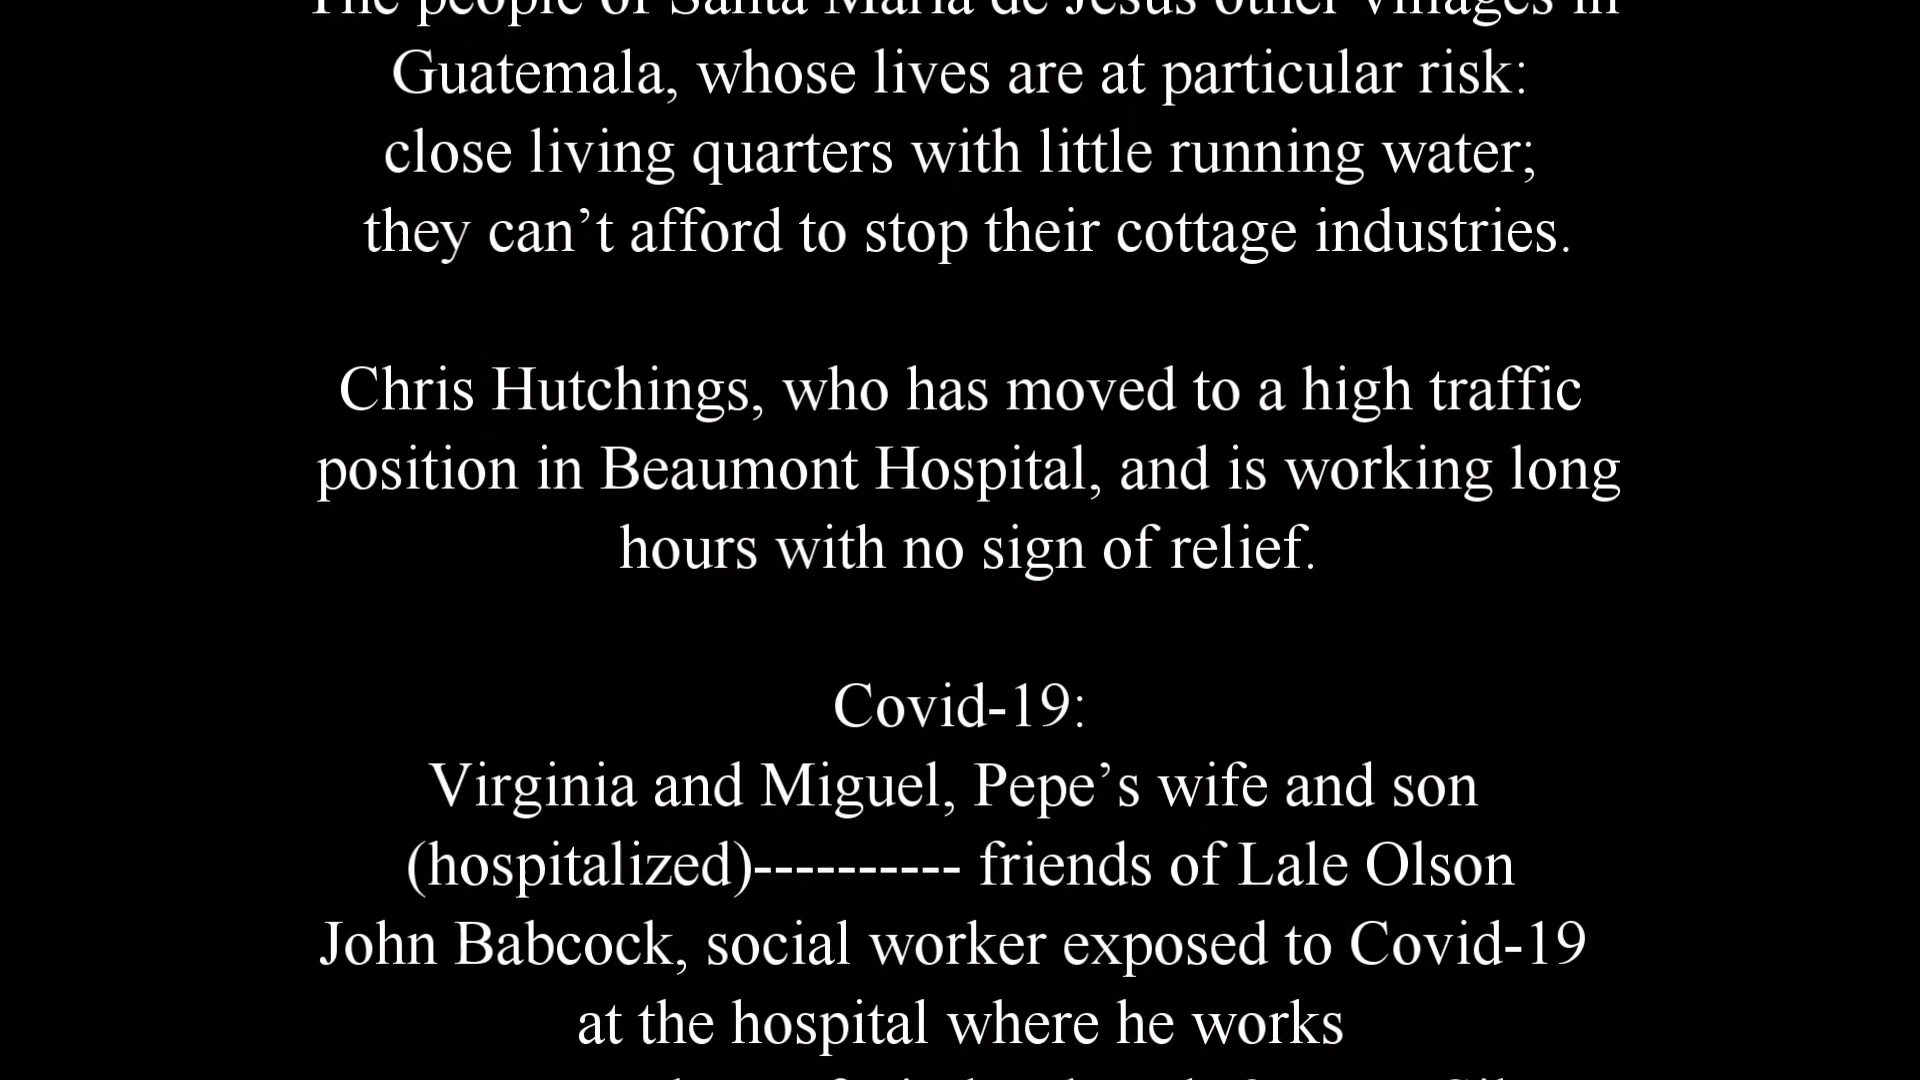 The people of Santa Maria de Jesus other villages in
Guatemala, whose lives are at particular risk:
close living quarters with little running water;
they can’t afford to stop their cottage industries.
Chris Hutchings, who has moved to a high traffic
position in Beaumont Hospital, and is working long
hours with no sign of relief.
Covid-19:
Virginia and Miguel, Pepe’s wife and son
(hospitalized)---------- friends of Lale Olson
John Babcock, social worker exposed to Covid-19
at the hospital where he works